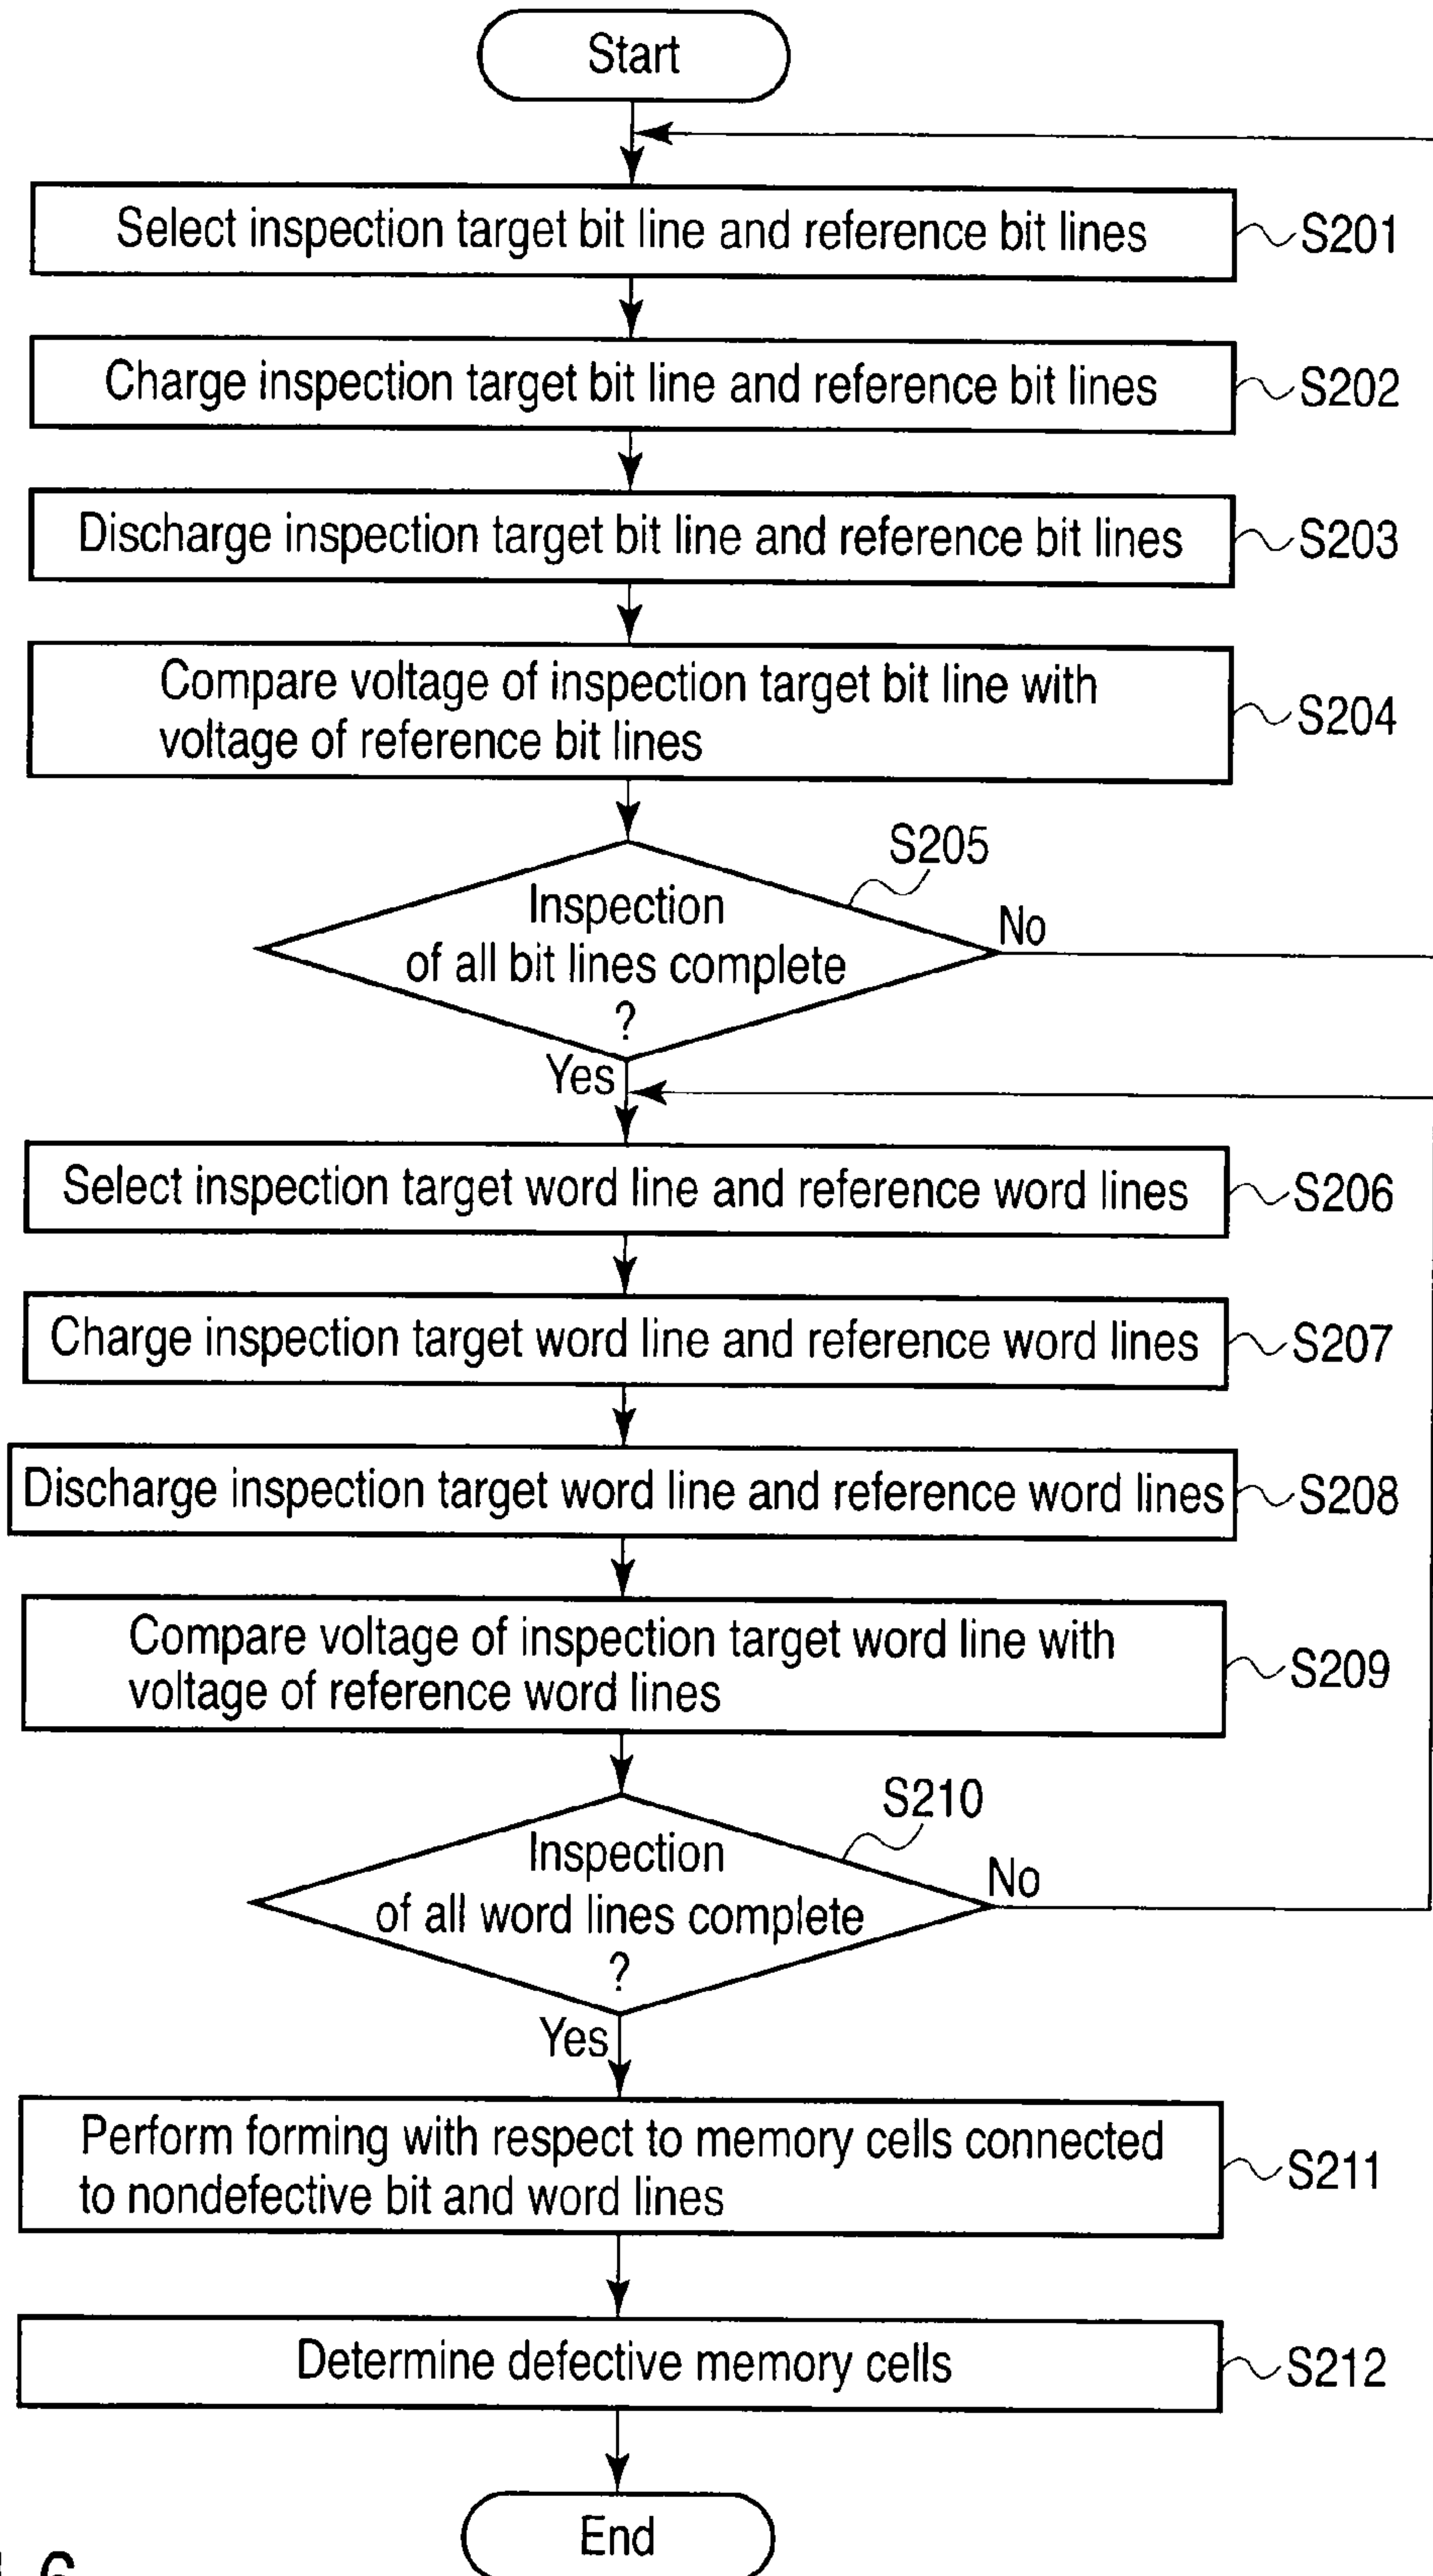 Start
Select inspection target bit line and reference bit lines
S201
Charge inspection target bit line and reference bit lines
S202
Discharge inspection target bit line and reference bit lines
S203
Compare voltage of inspection target bit line with
voltage of reference bit lines
S204
S205
Inspection
of all bit lines complete
?
No
Yes
Select inspection target word line and reference word lines
S206
Charge inspection target word line and reference word lines
S207
Discharge inspection target word line and reference word lines
S208
Compare voltage of inspection target word line with
voltage of reference word lines
S209
S210
Inspection
of all word lines complete
?
No
Yes
Perform forming with respect to memory cells connected
to nondefective bit and word lines
S211
Determine defective memory cells
S212
End